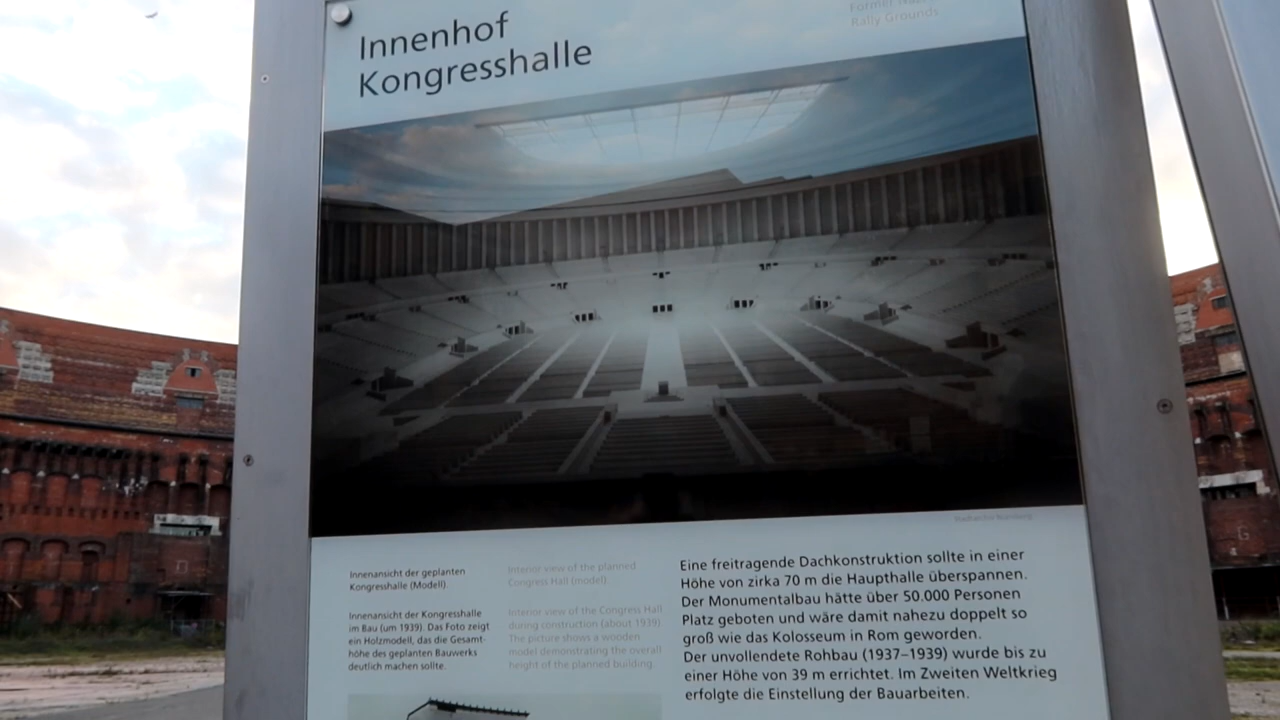 Innenhof
Kongresshalle
Former
Rally Grounds
Stadtarchiv Nürnberg
Innenansicht der geplanten
Kongresshalle (Modell).
Interior view of the planned
Congress Hall (model)
Innenansicht der Kongresshalle
im Bau (um 1939). Das Foto zeigt
ein Holzmodell, das die Gesamt-
höhe des geplanten Bauwerks
deutlich machen sollte.
Interior view of the Congress Hall
during construction (about 1939)
The picture shows a wooden
model demonstrating the overall
height of the planned building.
Eine freitragende Dachkonstruktion sollte in einer
Höhe von zirka 70 m die Haupthalle überspannen.
Der Monumentalbau hätte über 50.000 Personen
Platz geboten und wäre damit nahezu doppelt so
groß wie das Kolosseum in Rom geworden.
Der unvollendete Rohbau (1937–1939) wurde bis zu
einer Höhe von 39 m errichtet. Im Zweiten Weltkrieg
erfolgte die Einstellung der Bauarbeiten.
G